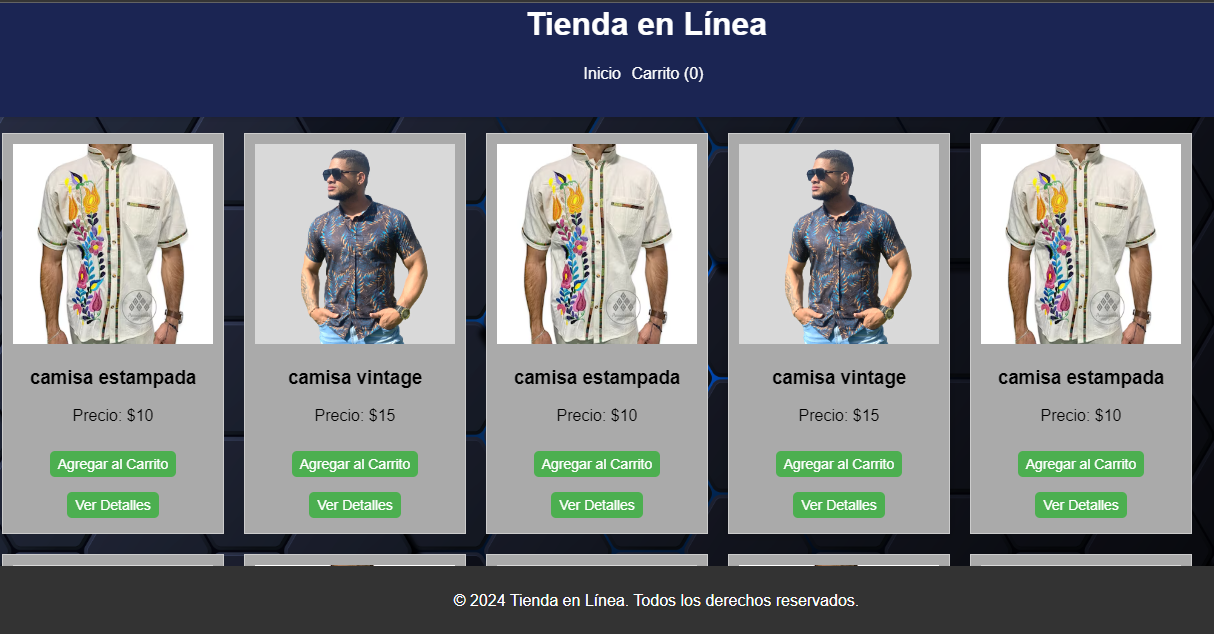 Tienda en Línea
Inicio Carrito (0)
camisa estampada
Precio: $10
Agregar al Carrito
Ver Detalles
camisa vintage
Precio: $15
Agregar al Carrito
Ver Detalles
camisa estampada
Precio: $10
Agregar al Carrito
Ver Detalles
camisa vintage
Precio: $15
Agregar al Carrito
Ver Detalles
camisa estampada
Precio: $10
Agregar al Carrito
Ver Detalles
© 2024 Tienda en Línea. Todos los derechos reservados.